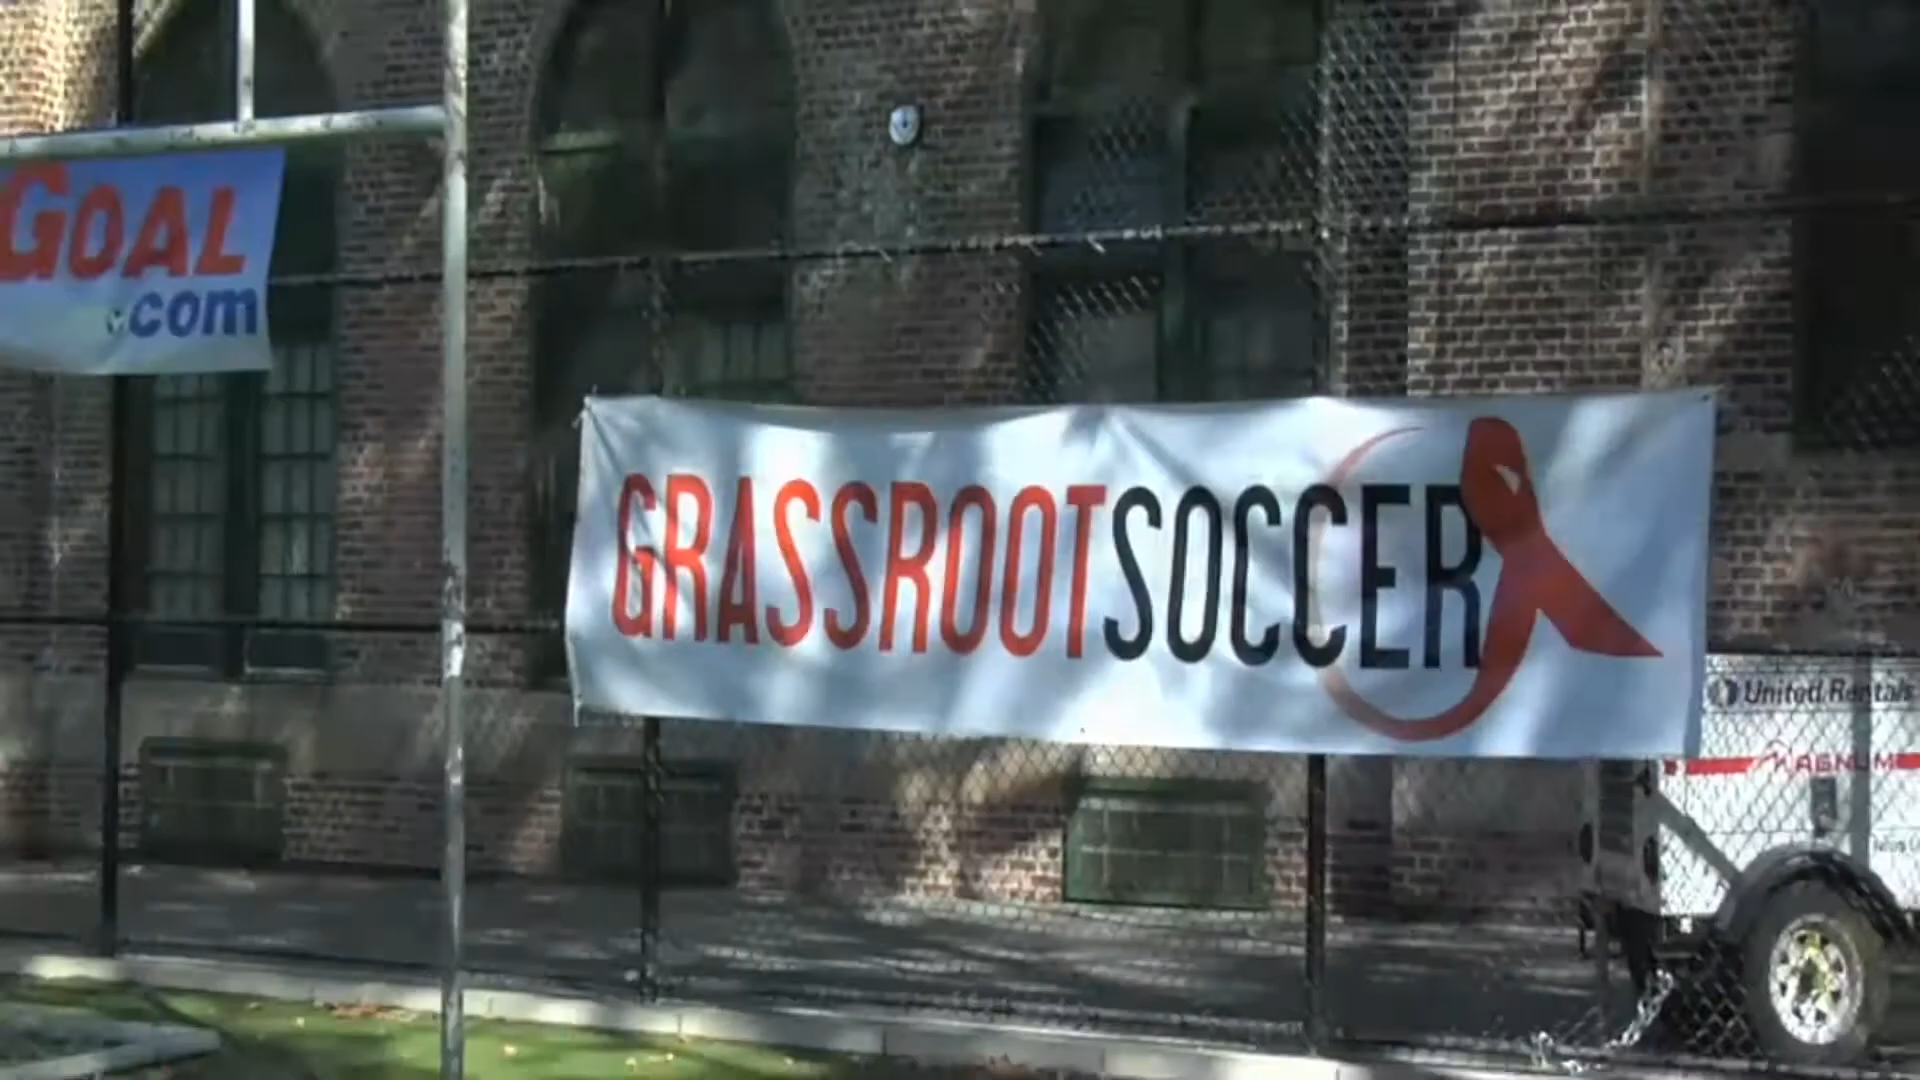 GOAL
.com
GRASSROOTSOCCER
United Rentals
MAGNUM